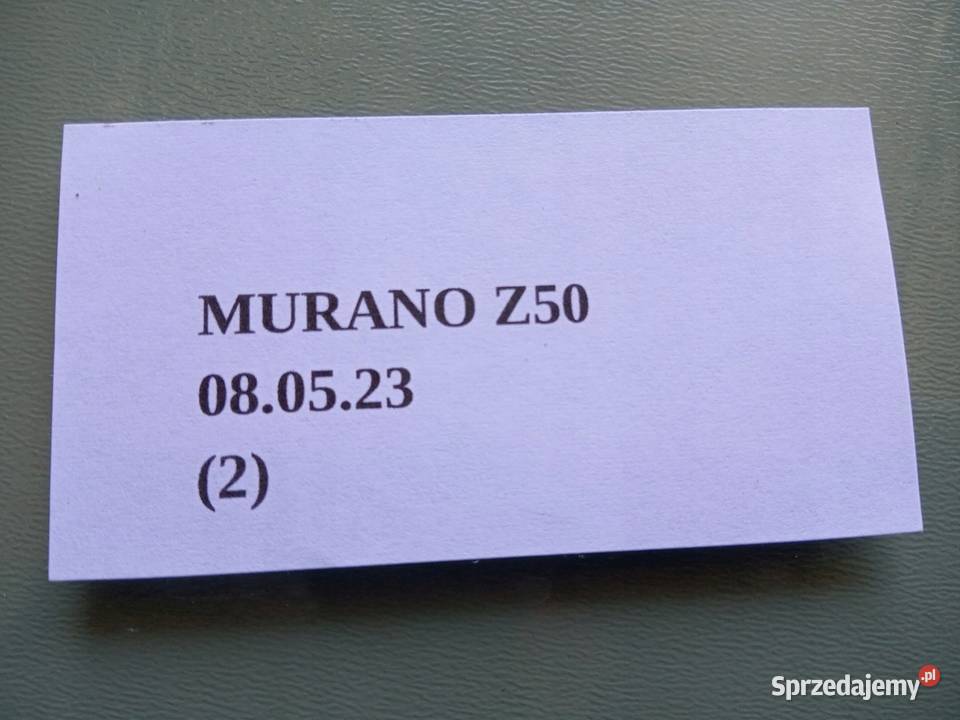 MURANO Z50
08.05.23
(2)
Sprzedajemy.pl